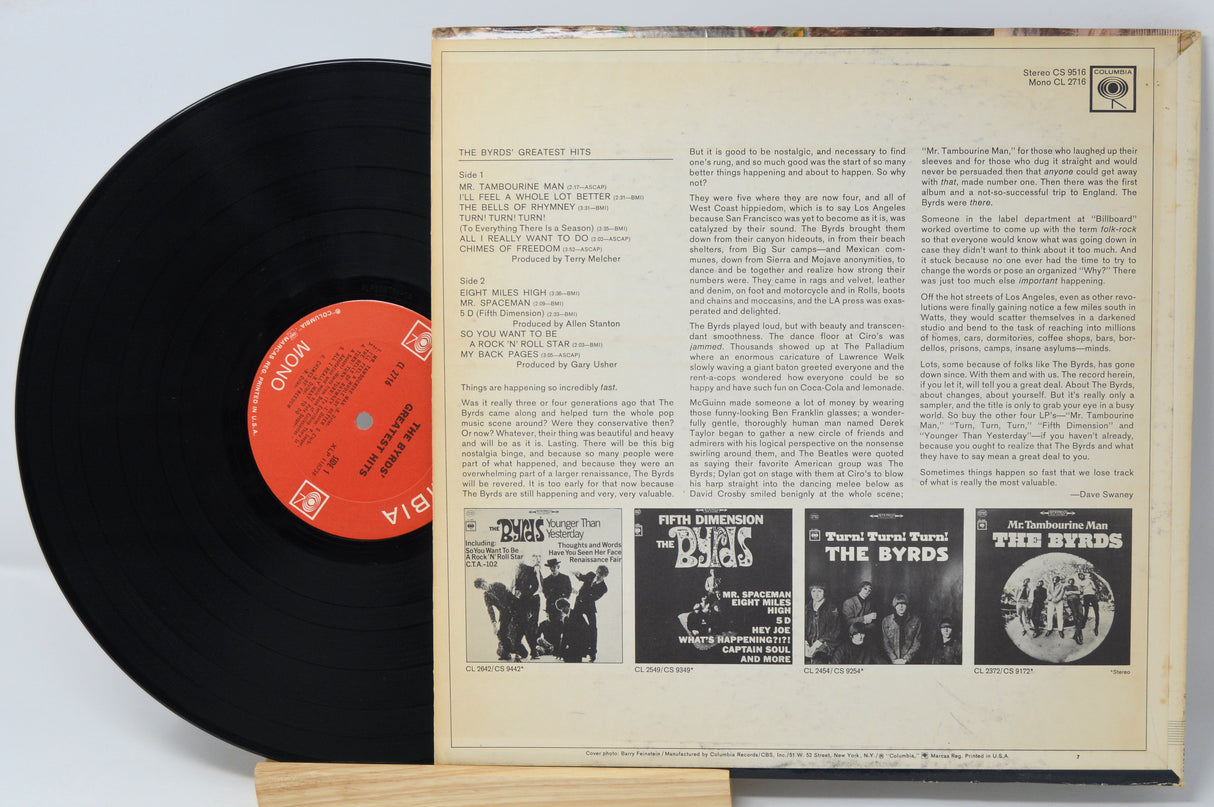 Stereo CS 9516
Mono CL 2716
COLUMBIA
THE BYRDS' GREATEST HITS
Side 1
MR. TAMBOURINE MAN (2:17—ASCAP)
I'LL FEEL A WHOLE LOT BETTER (2:31—BMI)
THE BELLS OF RHYMNEY (3:31—BMI)
TURN! TURN! TURN!
(To Everything There Is a Season) (3:35—BMI)
ALL I REALLY WANT TO DO (2:03—ASCAP)
CHIMES OF FREEDOM (3:52—ASCAP)
Produced by Terry Melcher
Side 2
EIGHT MILES HIGH (3:36—BMI)
MR. SPACEMAN (2:09—BMI)
5 D (Fifth Dimension) (2:33—BMI)
Produced by Allen Stanton
SO YOU WANT TO BE
A ROCK 'N' ROLL STAR (2:03—BMI)
MY BACK PAGES (3:05—ASCAP)
Produced by Gary Usher
Things are happening so incredibly fast.
Was it really three or four generations ago that The
Byrds came along and helped turn the whole pop
music scene around? Were they conservative then?
Or now? Whatever, their thing was beautiful and heavy
and will be as it is. Lasting. There will be this big
nostalgia binge, and because so many people were
part of what happened, and because they were an
overwhelming part of a larger renaissance, The Byrds
will be revered. It is too early for that now because
The Byrds are still happening and very, very valuable.
But it is good to be nostalgic, and necessary to find
one's rung, and so much good was the start of so many
better things happening and about to happen. So why
not?
They were five where they are now four, and all of
West Coast hippiedom, which is to say Los Angeles
because San Francisco was yet to become as it is, was
catalyzed by their sound. The Byrds brought them
down from their canyon hideouts, in from their beach
shelters, from Big Sur camps—and Mexican com-
munes, down from Sierra and Mojave anonymities, to
dance and be together and realize how strong their
numbers were. They came in rags and velvet, leather
and denim, on foot and motorcycle and in Rolls, boots
and chains and moccasins, and the LA press was exas-
perated and delighted.
The Byrds played loud, but with beauty and transcen-
dant smoothness. The dance floor at Ciro's was
jammed. Thousands showed up at The Palladium
where an enormous caricature of Lawrence Welk
slowly waving a giant baton greeted everyone and the
rent-a-cops wondered how everyone could be so
happy and have such fun on Coca-Cola and lemonade.
McGuinn made someone a lot of money by wearing
those funny-looking Ben Franklin glasses; a wonder-
fully gentle, thoroughly human man named Derek
Taylor began to gather a new circle of friends and
admirers with his logical perspective on the nonsense
swirling around them, and The Beatles were quoted
as saying their favorite American group was The
Byrds; Dylan got on stage with them at Ciro's to blow
his harp straight into the dancing melee below as
David Crosby smiled benignly at the whole scene;
"Mr. Tambourine Man," for those who laughed up their
sleeves and for those who dug it straight and would
never be persuaded then that anyone could get away
with that, made number one. Then there was the first
album and a not-so-successful trip to England. The
Byrds were there.
Someone in the label department at "Billboard"
worked overtime to come up with the term folk-rock
so that everyone would know what was going down in
case they didn't want to think about it too much. And
it stuck because no one ever had the time to try to
change the words or pose an organized "Why?" There
was just too much else important happening.
Off the hot streets of Los Angeles, even as other revo-
lutions were finally gaining notice a few miles south in
Watts, they would scatter themselves in a darkened
studio and bend to the task of reaching into millions
of homes, cars, dormitories, coffee shops, bars, bor-
dellos, prisons, camps, insane asylums—minds.
Lots, some because of folks like The Byrds, has gone
down since. With them and with us. The record herein,
if you let it, will tell you a great deal. About The Byrds,
about changes, about yourself. But it's really only a
sampler, and the title is only to grab your eye in a busy
world. So buy the other four LP's—"Mr. Tambourine
Man," "Turn, Turn, Turn," "Fifth Dimension" and
"Younger Than Yesterday"—if you haven't already,
because you ought to realize that The Byrds and what
they have to say mean a great deal to you.
Sometimes things happen so fast that we lose track
of what is really the most valuable.
—Dave Swaney
THE Byrds Younger Than
Yesterday
Including:
So You Want To Be
A Rock 'N' Roll Star
C.T.A.-102
Thoughts and Words
Have You Seen Her Face
Renaissance Fair
CL 2642/CS 9442*
FIFTH DIMENSION
THE Byrds
MR. SPACEMAN
EIGHT MILES
HIGH
5 D
HEY JOE
WHAT'S HAPPENING?!?!
CAPTAIN SOUL
AND MORE
CL 2549/CS 9349*
Turn! Turn! Turn!
THE BYRDS
CL 2454/CS 9254*
Mr. Tambourine Man
THE BYRDS
CL 2372/CS 9172*
*Stereo
Cover photo: Barry Feinstein/Manufactured by Columbia Records/CBS, Inc./51 W. 52 Street, New York, N.Y./® "Columbia," Marcas Reg. Printed in U.S.A.
2
MONO
CL 2716
THE BYRDS'
GREATEST HITS
SIDE 1
® "COLUMBIA" MARCAS REG. PRINTED IN U.S.A.